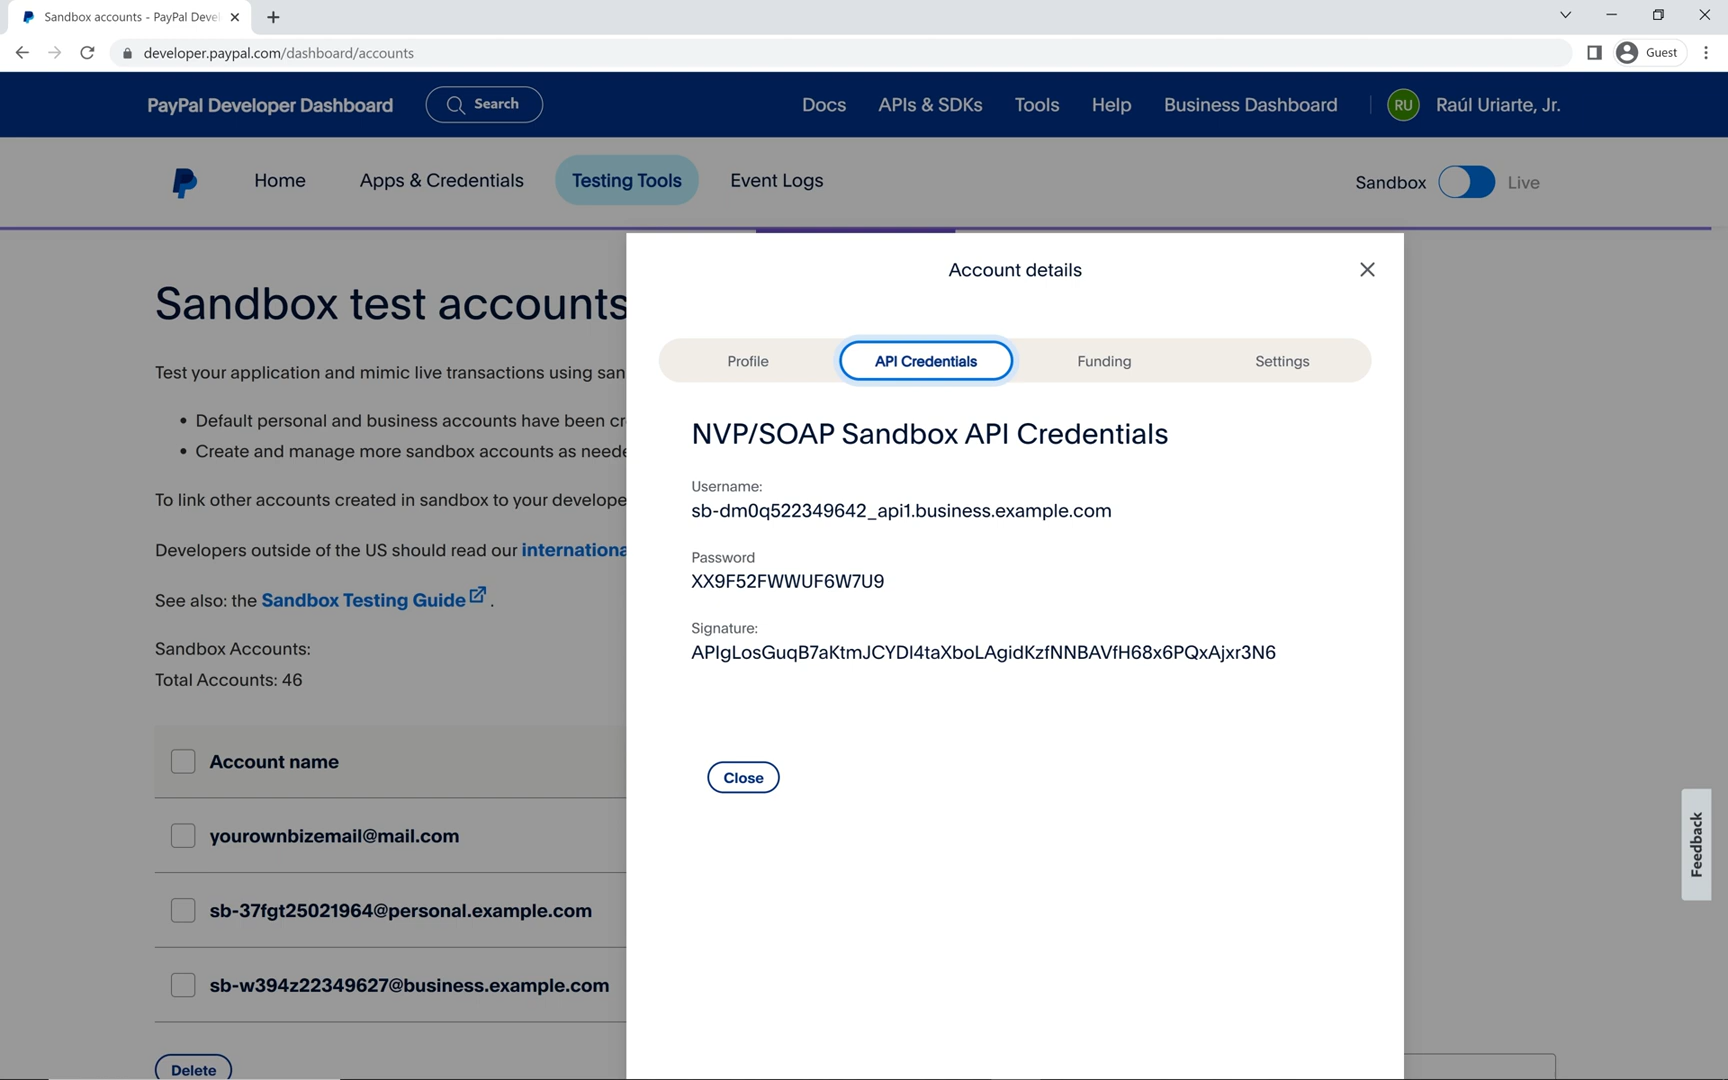 Sandbox accounts - PayPal Deve
developer.paypal.com/dashboard/accounts
Guest
PayPal Developer Dashboard
Search
Docs
APIs & SDKs
Tools
Help
Business Dashboard
RU
Raúl Uriarte, Jr.
Home
Apps & Credentials
Testing Tools
Event Logs
Sandbox
Live
Sandbox test accounts
Test your application and mimic live transactions using san
• Default personal and business accounts have been cr
• Create and manage more sandbox accounts as neede
To link other accounts created in sandbox to your develope
Developers outside of the US should read our internationa
See also: the Sandbox Testing Guide .
Sandbox Accounts:
Total Accounts: 46
Account name
yourownbizemail@mail.com
sb-37fgt25021964@personal.example.com
sb-w394z22349627@business.example.com
Delete
Account details
Profile
API Credentials
Funding
Settings
NVP/SOAP Sandbox API Credentials
Username:
sb-dm0q522349642_api1.business.example.com
Password
XX9F52FWWUF6W7U9
Signature:
APIgLosGuqB7aKtmJCYDI4taXboLAgidKzfNNBAVfH68x6PQxAjxr3N6
Close
Feedback